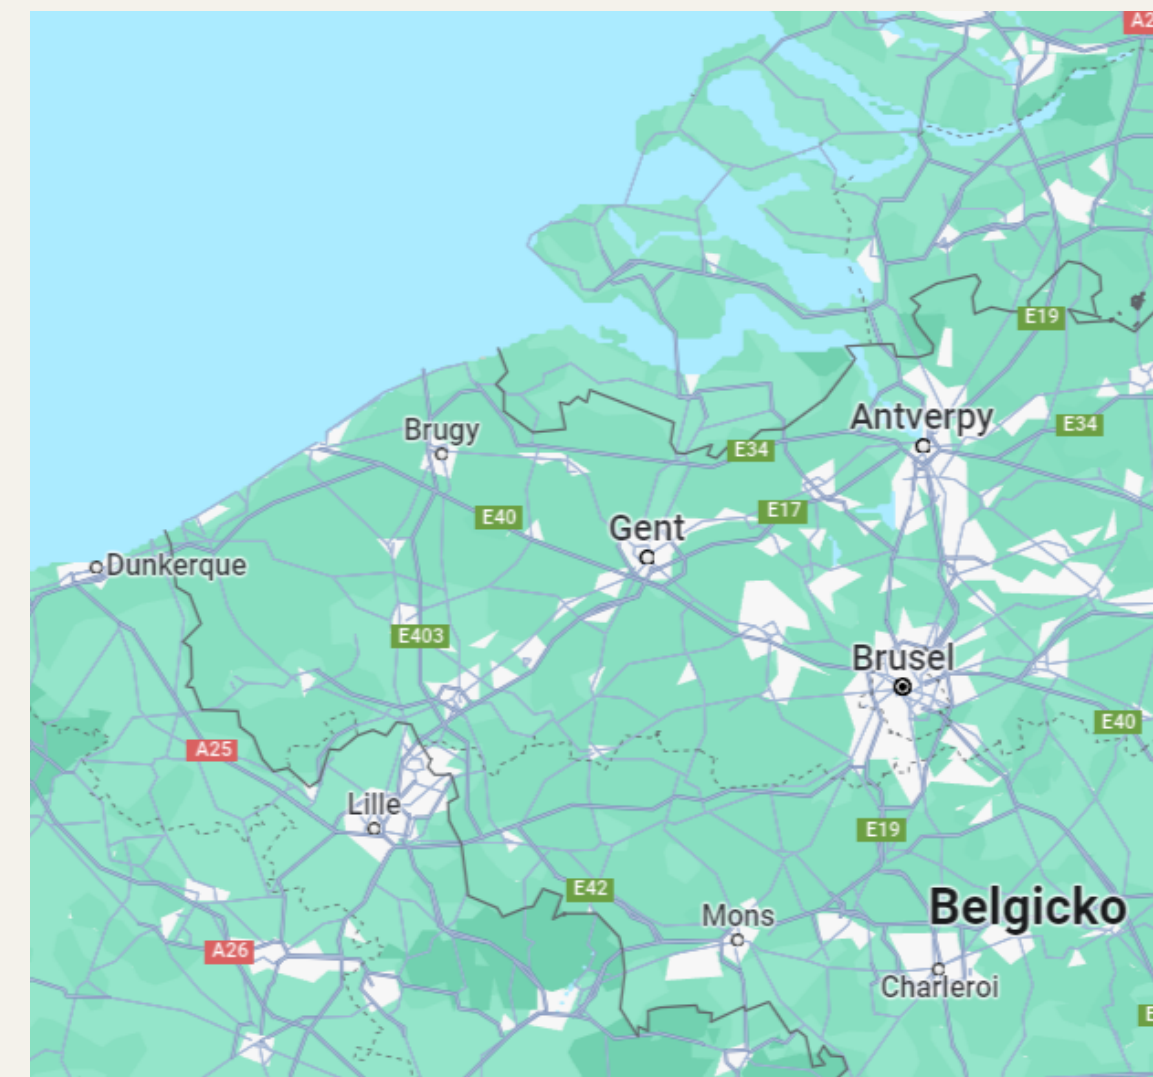 A2
E19
Antverpy
E34
Brugy
E34
E17
E40
Gent
Dunkerque
E403
Brusel
E40
A25
Lille
E19
E42
Belgicko
Mons
A26
Charleroi
E